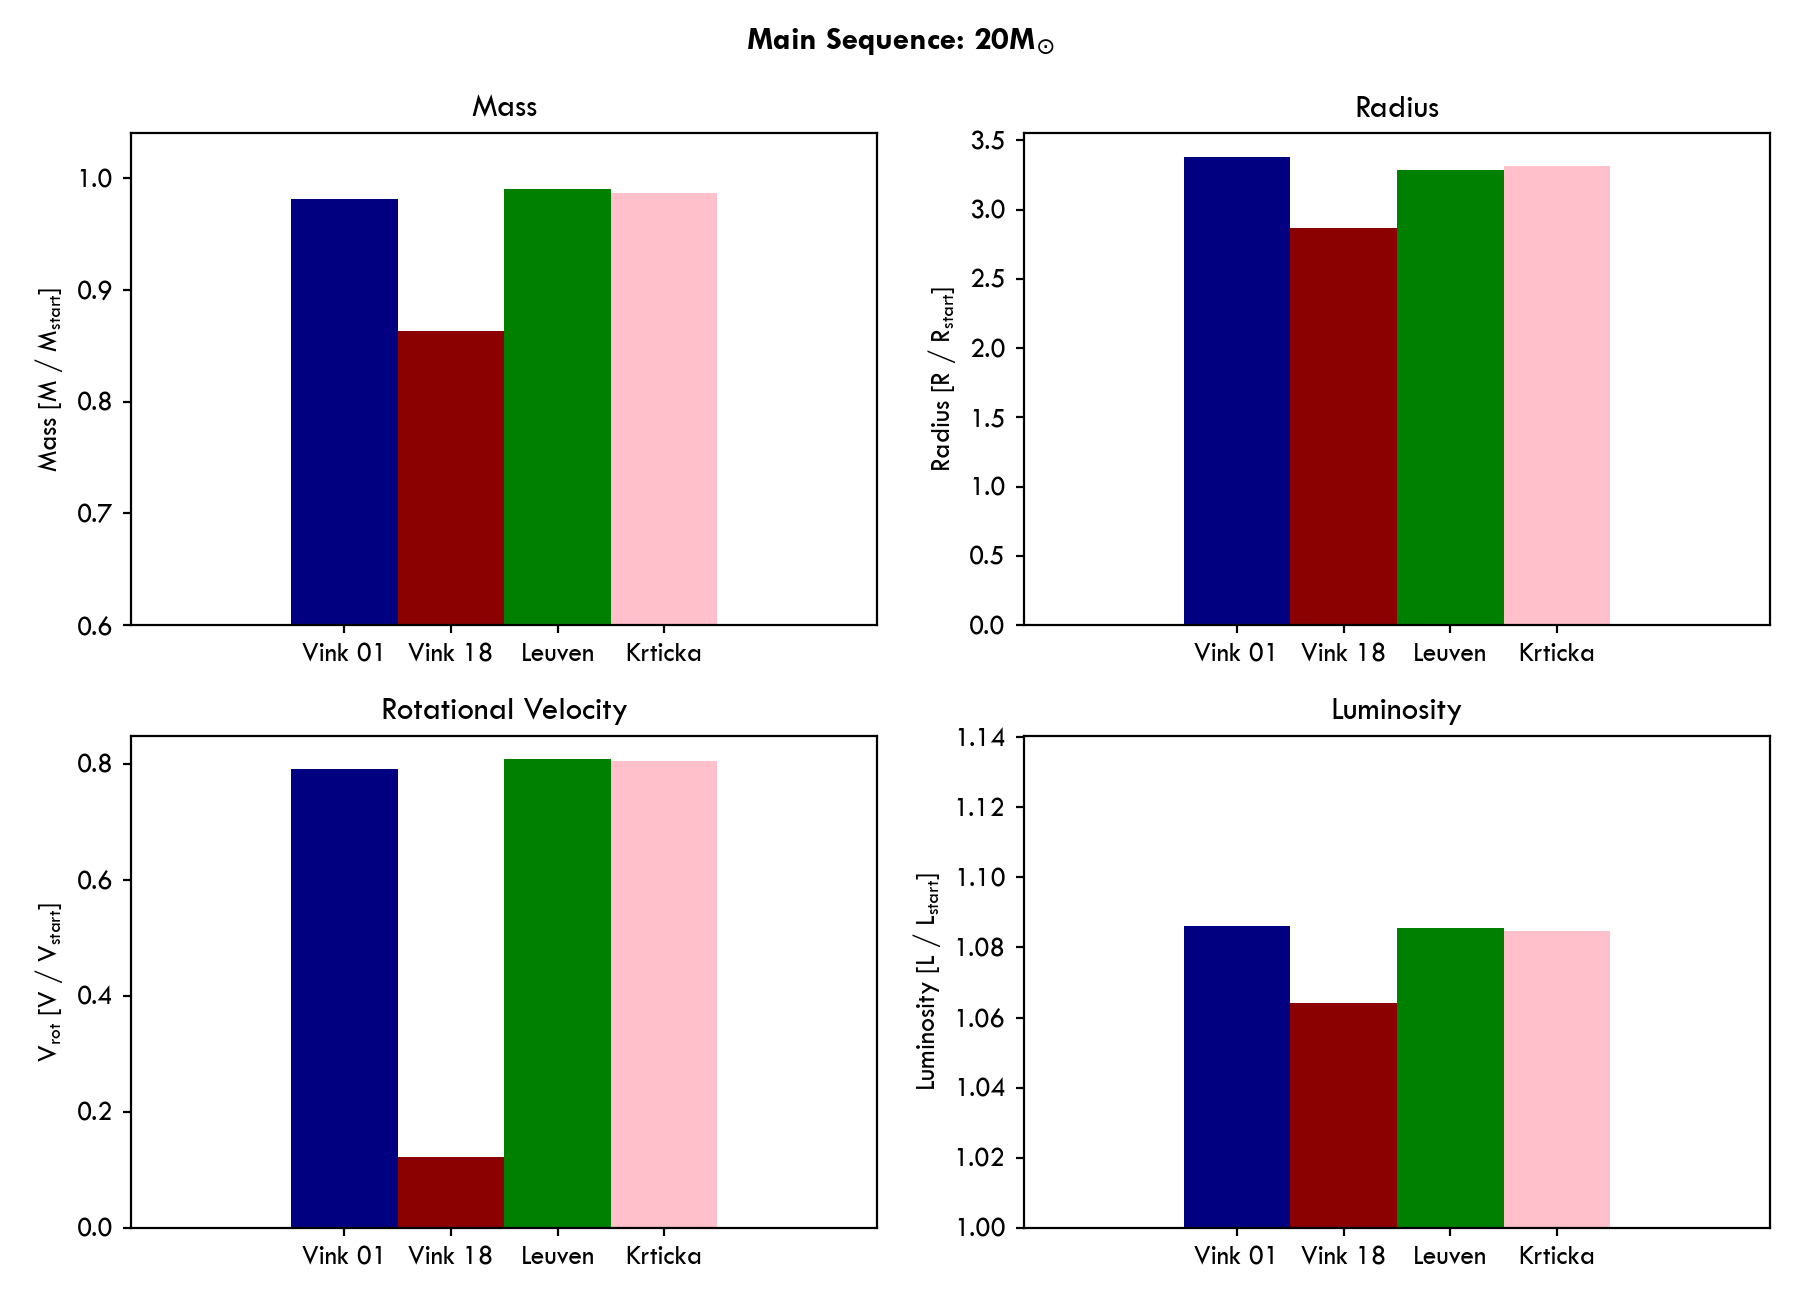 Main Sequence: 20M☉
Mass
Mass [M / Mstart]
1.0
0.9
0.8
0.7
0.6
Vink 01 Vink 18 Leuven Krticka
Radius
Radius [R / Rstart]
3.5
3.0
2.5
2.0
1.5
1.0
0.5
0.0
Vink 01 Vink 18 Leuven Krticka
Rotational Velocity
Vrot [V / Vstart]
0.8
0.6
0.4
0.2
0.0
Vink 01 Vink 18 Leuven Krticka
Luminosity
Luminosity [L / Lstart]
1.14
1.12
1.10
1.08
1.06
1.04
1.02
1.00
Vink 01 Vink 18 Leuven Krticka